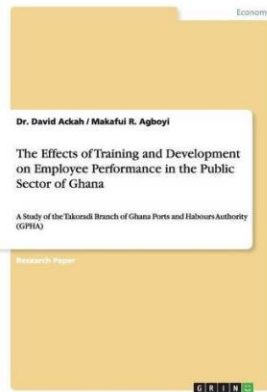 Econom
Dr. David Ackah / Makafui R. Agboyi
The Effects of Training and Development
on Employee Performance in the Public
Sector of Ghana
A Study of the Takoradi Branch of Ghana Ports and Habours Authority
(GPHA)
Research Paper
G R I N